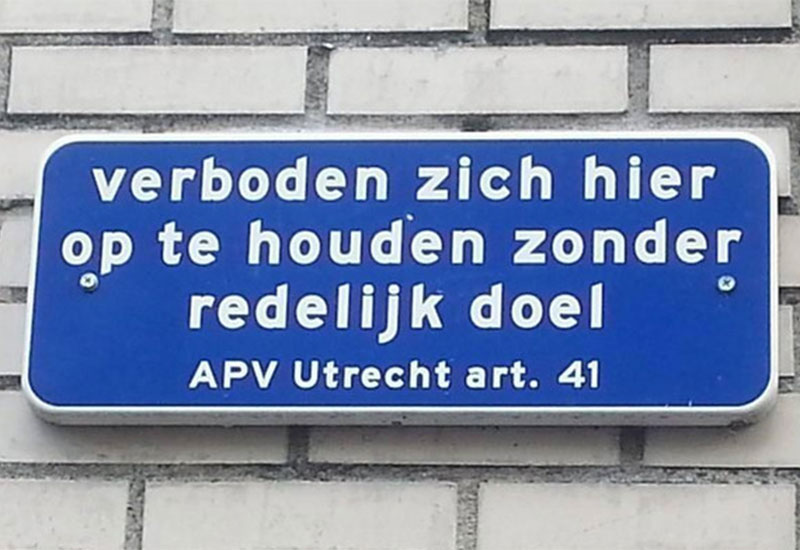 verboden zich hier
op te houden zonder
redelijk doel
APV Utrecht art. 41